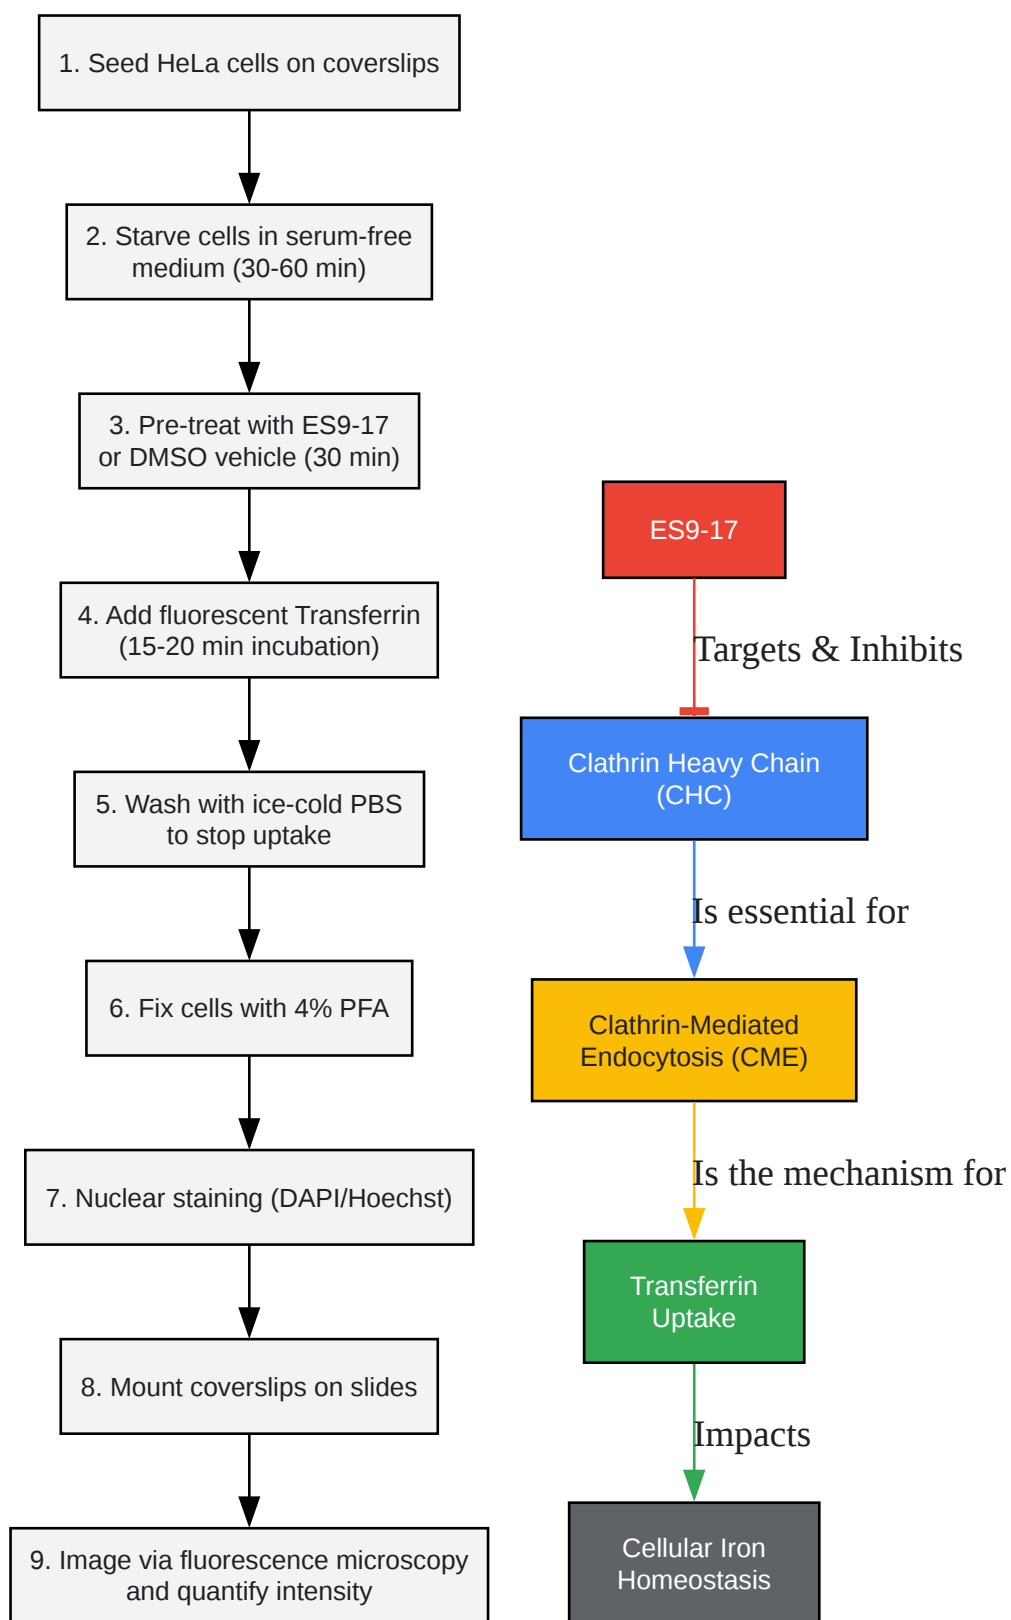 1. Seed HeLa cells on coverslips
2. Starve cells in serum-free
medium (30-60 min)
3. Pre-treat with ES9-17
or DMSO vehicle (30 min)
4. Add fluorescent Transferrin
(15-20 min incubation)
5. Wash with ice-cold PBS
to stop uptake
6. Fix cells with 4% PFA
7. Nuclear staining (DAPI/Hoechst)
8. Mount coverslips on slides
9. Image via fluorescence microscopy
and quantify intensity
ES9-17
Targets & Inhibits
Clathrin Heavy Chain
(CHC)
Is essential for
Clathrin-Mediated
Endocytosis (CME)
Is the mechanism for
Transferrin
Uptake
Impacts
Cellular Iron
Homeostasis